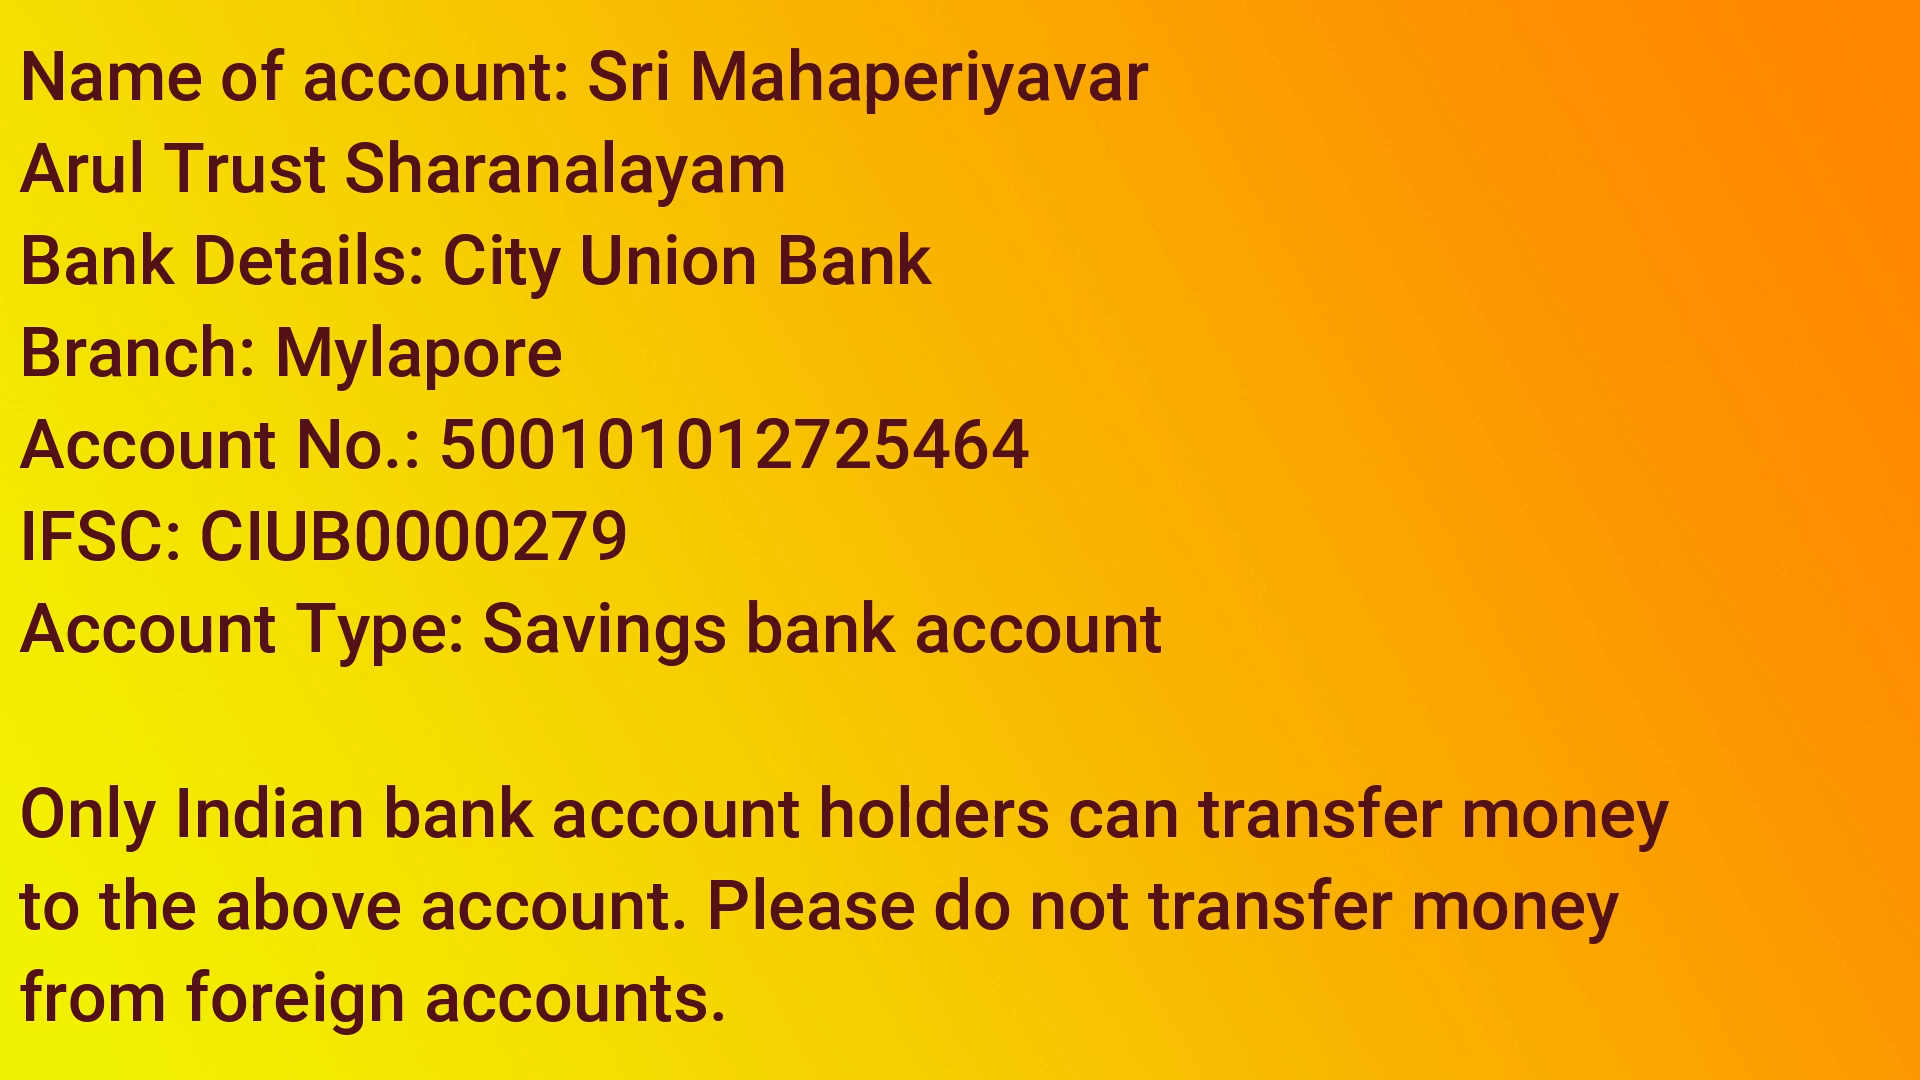 Name of account: Sri Mahaperiyavar
Arul Trust Sharanalayam
Bank Details: City Union Bank
Branch: Mylapore
Account No.: 500101012725464
IFSC: CIUB0000279
Account Type: Savings bank account
Only Indian bank account holders can transfer money
to the above account. Please do not transfer money
from foreign accounts.